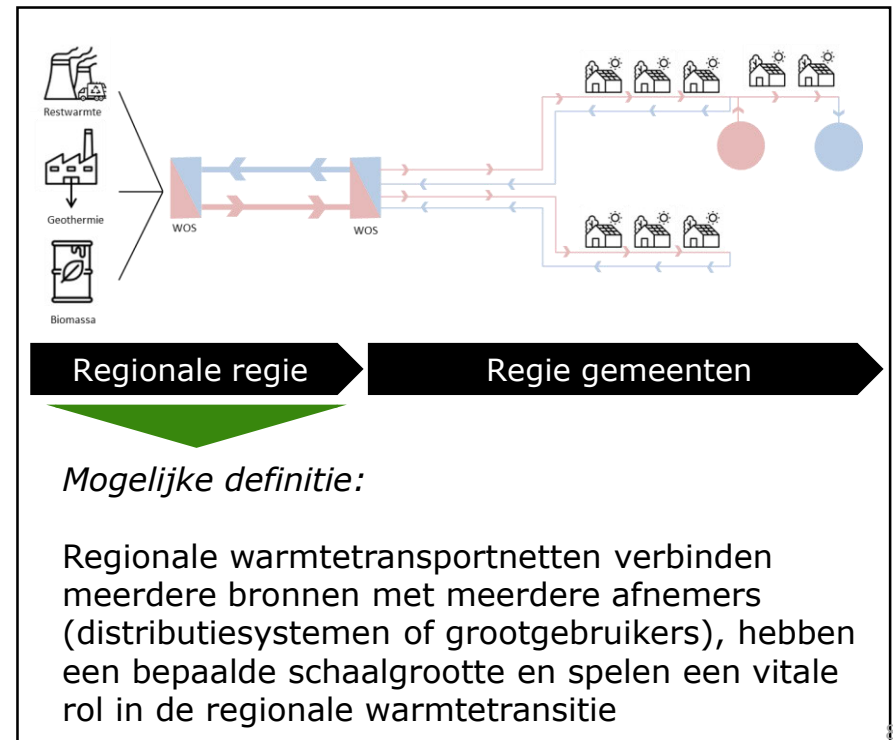 Restwarmte
Geothermie
WOS
WOS
Biomassa
Regionale regie
Regie gemeenten
Mogelijke definitie:
Regionale warmtetransportnetten verbinden
meerdere bronnen met meerdere afnemers
(distributiesystemen of grootgebruikers), hebben
een bepaalde schaalgrootte en spelen een vitale
rol in de regionale warmtetransitie